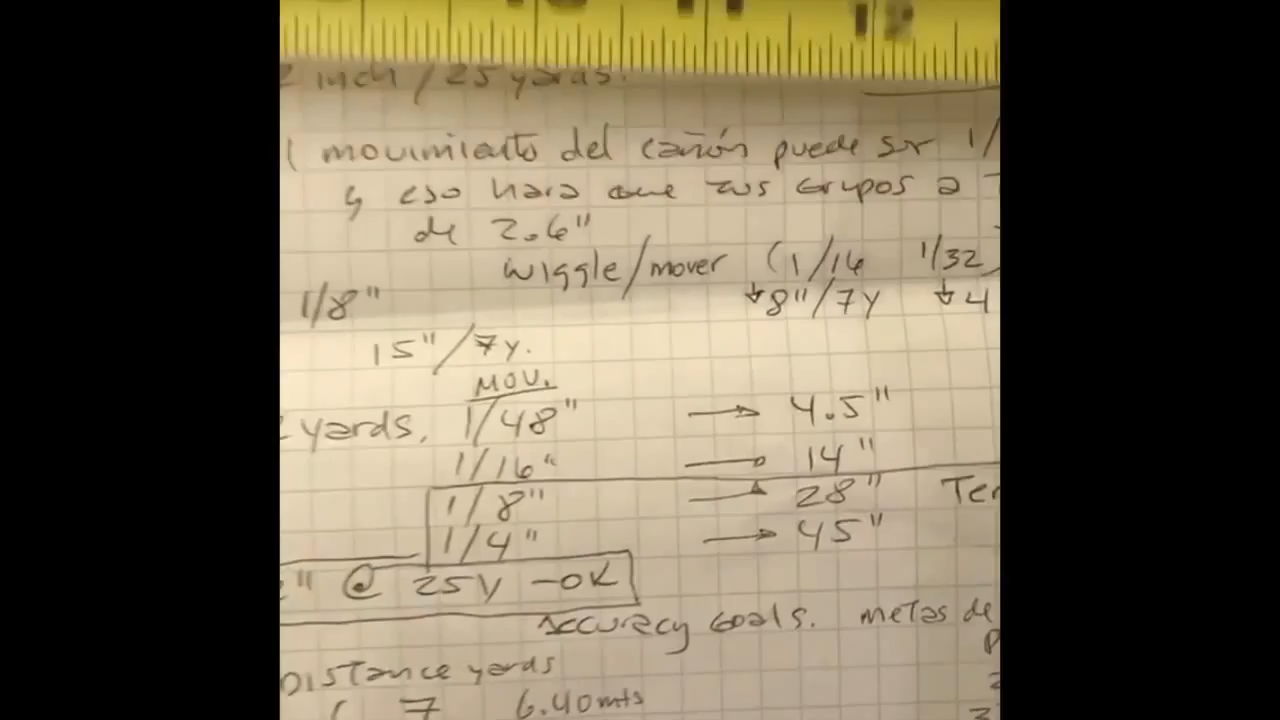 12
2 inch / 25 yards.
( movimiento del cañón puede ser 1/
y eso hara que tus Grupos a 7
de 2.6"
wiggle/mover (1/16 1/32)
1/8" ↓8"/7Y ↓4
15"/7y.
MOV.
yards, 1/48" → 4.5"
1/16" → 14"
1/8" → 28" Ter
1/4" → 45"
" @ 25Y -OK
Accuracy Goals. metas de
Distance yards
7 6.40mts